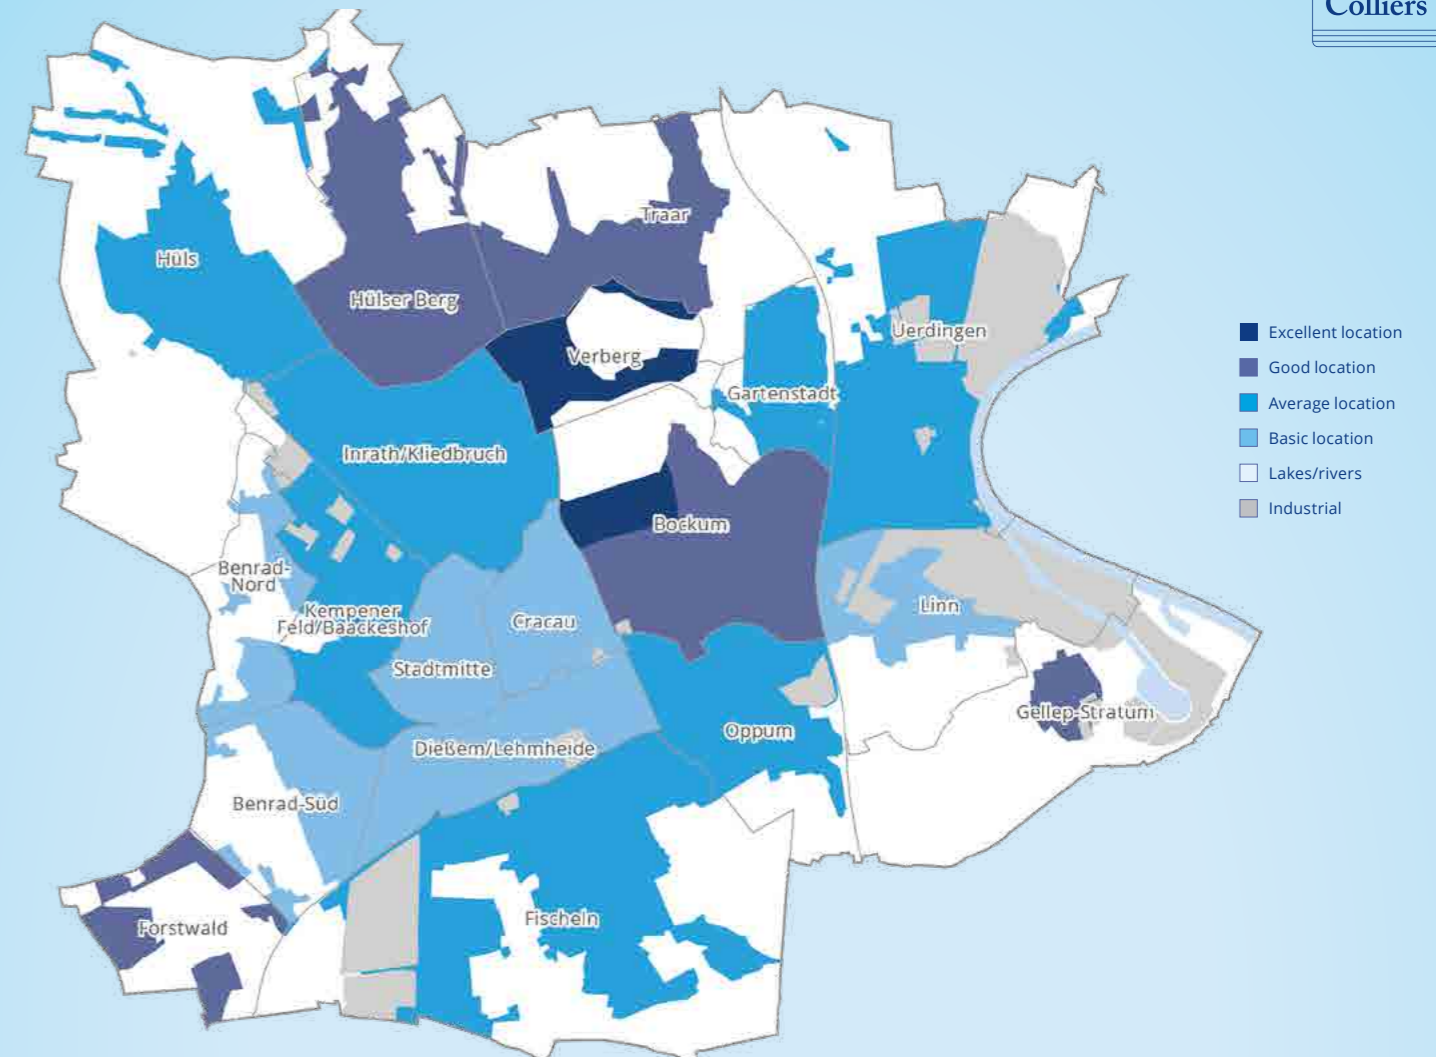 Colliers
Traar
Hüls
Hülser Berg
Uerdingen
Verberg
Gartenstadt
Inrath/Kliedbruch
Bockum
Benrad-
Nord
Kempener
Feld/Baackeshof
Cracau
Linn
Stadtmitte
Gellep-Stratum
Oppum
Dießem/Lehmheide
Benrad-Süd
Fischeln
Forstwald
Excellent location
Good location
Average location
Basic location
Lakes/rivers
Industrial